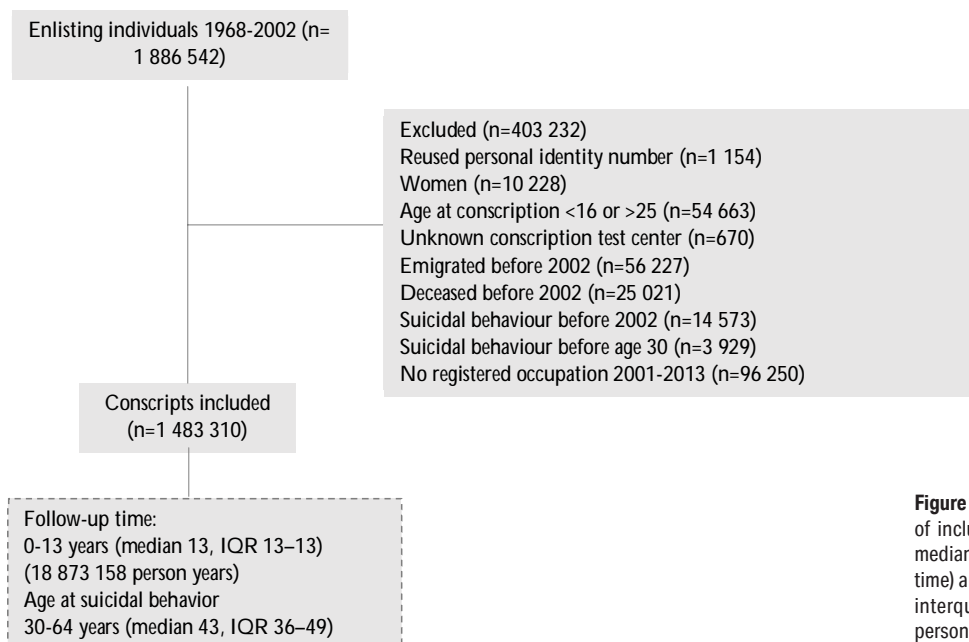 Enlisting individuals 1968-2002 (n=
1 886 542)
Excluded (n=403 232)
Reused personal identity number (n=1 154)
Women (n=10 228)
Age at conscription <16 or >25 (n=54 663)
Unknown conscription test center (n=670)
Emigrated before 2002 (n=56 227)
Deceased before 2002 (n=25 021)
Suicidal behaviour before 2002 (n=14 573)
Suicidal behaviour before age 30 (n=3 929)
No registered occupation 2001-2013 (n=96 250)
Conscripts included
(n=1 483 310)
Follow-up time:
0-13 years (median 13, IQR 13–13)
(18 873 158 person years)
Age at suicidal behavior
30-64 years (median 43, IQR 36–49)
Figure
of inclu
median
time) a
interqu
person